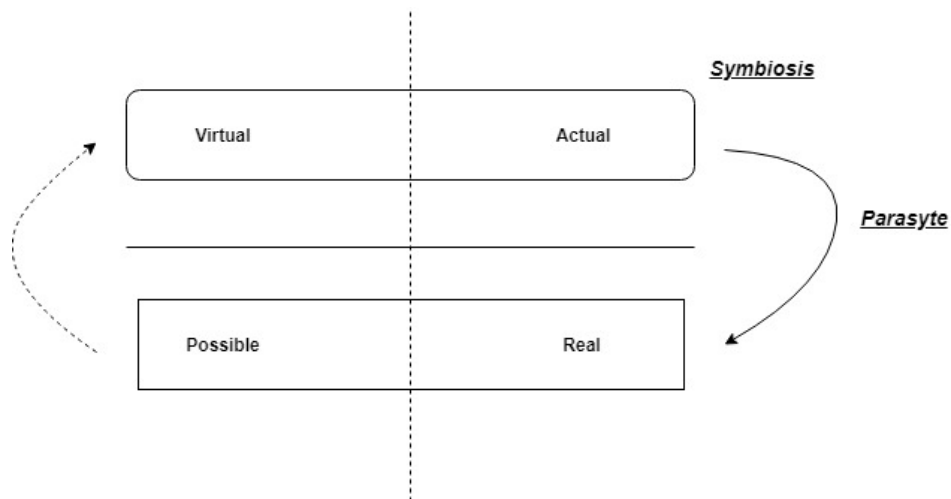 Symbiosis
Virtual
Actual
Parasyte
Possible
Real